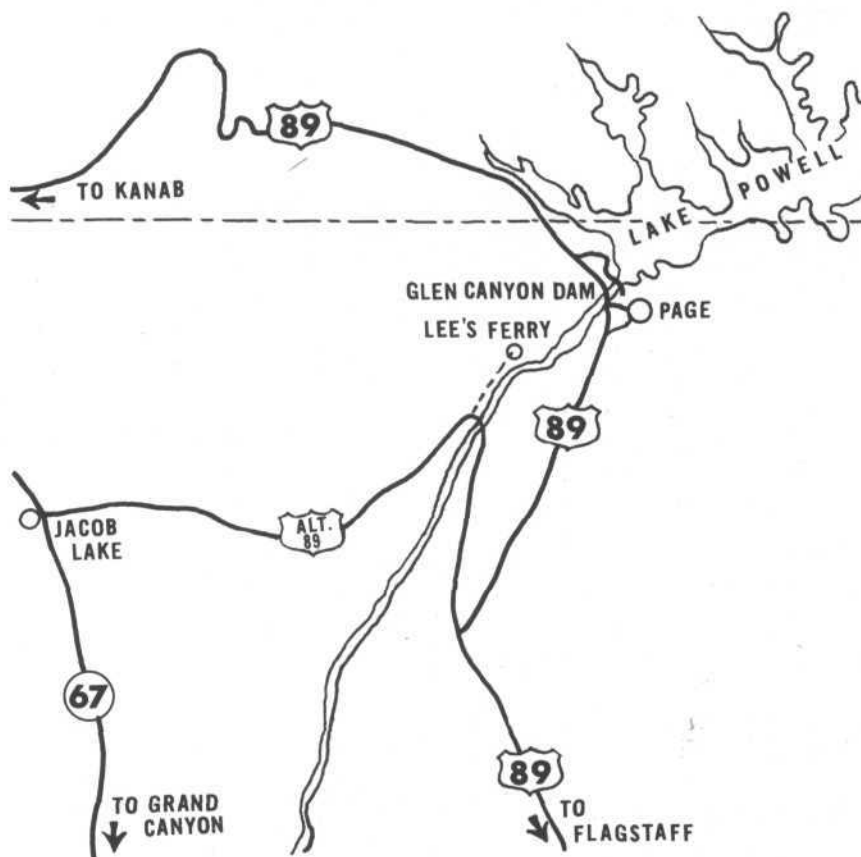 89
TO KANAB
LAKE POWELL
GLEN CANYON DAM
PAGE
LEE'S FERRY
89
ALT.
89
JACOB
LAKE
67
89
TO GRAND
CANYON
TO
FLAGSTAFF